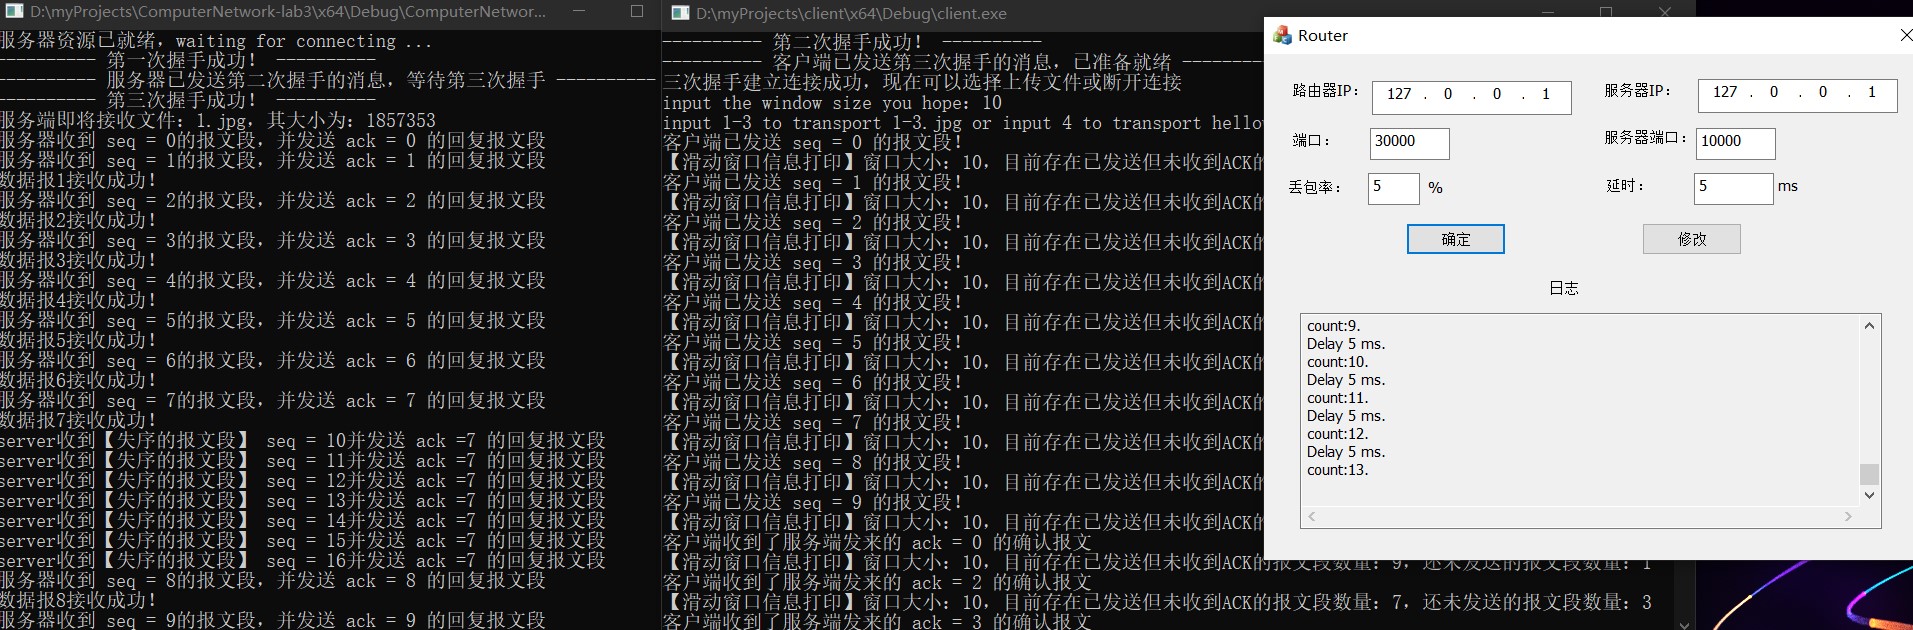 D:\myProjects\ComputerNetwork-lab3\x64\Debug\ComputerNetwor...
服务器资源已就绪，waiting for connecting ...
---------- 第一次握手成功！ ----------
---------- 服务器已发送第二次握手的消息，等待第三次握手 ----------
---------- 第三次握手成功！ ----------
服务端即将接收文件：1.jpg，其大小为：1857353
服务器收到 seq = 0的报文段，并发送 ack = 0 的回复报文段
服务器收到 seq = 1的报文段，并发送 ack = 1 的回复报文段
数据报1接收成功！
服务器收到 seq = 2的报文段，并发送 ack = 2 的回复报文段
数据报2接收成功！
服务器收到 seq = 3的报文段，并发送 ack = 3 的回复报文段
数据报3接收成功！
服务器收到 seq = 4的报文段，并发送 ack = 4 的回复报文段
数据报4接收成功！
服务器收到 seq = 5的报文段，并发送 ack = 5 的回复报文段
数据报5接收成功！
服务器收到 seq = 6的报文段，并发送 ack = 6 的回复报文段
数据报6接收成功！
服务器收到 seq = 7的报文段，并发送 ack = 7 的回复报文段
数据报7接收成功！
server收到【失序的报文段】 seq = 10并发送 ack =7 的回复报文段
server收到【失序的报文段】 seq = 11并发送 ack =7 的回复报文段
server收到【失序的报文段】 seq = 12并发送 ack =7 的回复报文段
server收到【失序的报文段】 seq = 13并发送 ack =7 的回复报文段
server收到【失序的报文段】 seq = 14并发送 ack =7 的回复报文段
server收到【失序的报文段】 seq = 15并发送 ack =7 的回复报文段
server收到【失序的报文段】 seq = 16并发送 ack =7 的回复报文段
服务器收到 seq = 8的报文段，并发送 ack = 8 的回复报文段
数据报8接收成功！
服务器收到 seq = 9的报文段，并发送 ack = 9 的回复报文段
D:\myProjects\client\x64\Debug\client.exe
---------- 第二次握手成功！ ----------
---------- 客户端已发送第三次握手的消息，已准备就绪 --------
三次握手建立连接成功，现在可以选择上传文件或断开连接
input the window size you hope: 10
input 1-3 to transport 1-3.jpg or input 4 to transport hellow
客户端已发送 seq = 0 的报文段！
【滑动窗口信息打印】窗口大小：10，目前存在已发送但未收到ACK的
客户端已发送 seq = 1 的报文段！
【滑动窗口信息打印】窗口大小：10，目前存在已发送但未收到ACK的
客户端已发送 seq = 2 的报文段！
【滑动窗口信息打印】窗口大小：10，目前存在已发送但未收到ACK的
客户端已发送 seq = 3 的报文段！
【滑动窗口信息打印】窗口大小：10，目前存在已发送但未收到ACK的
客户端已发送 seq = 4 的报文段！
【滑动窗口信息打印】窗口大小：10，目前存在已发送但未收到ACK的
客户端已发送 seq = 5 的报文段！
【滑动窗口信息打印】窗口大小：10，目前存在已发送但未收到ACK的
客户端已发送 seq = 6 的报文段！
【滑动窗口信息打印】窗口大小：10，目前存在已发送但未收到ACK的
客户端已发送 seq = 7 的报文段！
【滑动窗口信息打印】窗口大小：10，目前存在已发送但未收到ACK的
客户端已发送 seq = 8 的报文段！
【滑动窗口信息打印】窗口大小：10，目前存在已发送但未收到ACK的
客户端已发送 seq = 9 的报文段！
【滑动窗口信息打印】窗口大小：10，目前存在已发送但未收到ACK的
客户端收到了服务端发来的 ack = 0 的确认报文
【滑动窗口信息打印】窗口大小：10，目前存在已发送但未收到ACK的报文段数量：9，还未发送的报文段数量：1
客户端收到了服务端发来的 ack = 2 的确认报文
【滑动窗口信息打印】窗口大小：10，目前存在已发送但未收到ACK的报文段数量：7，还未发送的报文段数量：3
客户端收到了服务端发来的 ack = 3 的确认报文
Router
路由器IP： 127 . 0 . 0 . 1 服务器IP： 127 . 0 . 0 . 1
端口： 30000 服务器端口： 10000
丢包率： 5 % 延时： 5 ms
确定 修改
日志
count:9.
Delay 5 ms.
count:10.
Delay 5 ms.
count:11.
Delay 5 ms.
count:12.
Delay 5 ms.
count:13.